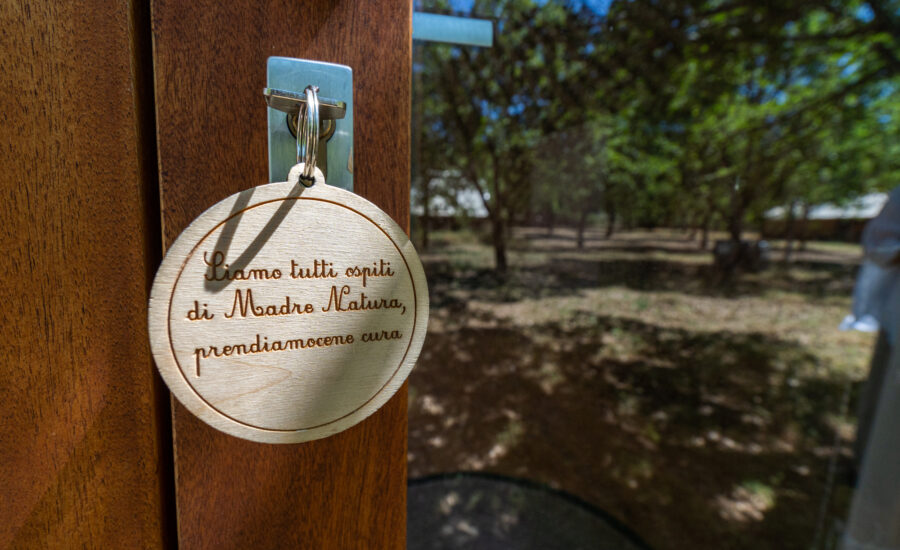 Siamo tutti ospiti
di Madre Natura,
prendiamocene cura